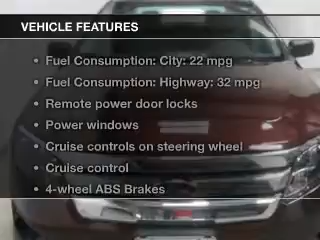 VEHICLE FEATURES
• Fuel Consumption: City: 22 mpg
• Fuel Consumption: Highway: 32 mpg
• Remote power door locks
• Power windows
• Cruise controls on steering wheel
• Cruise control
• 4-wheel ABS Brakes